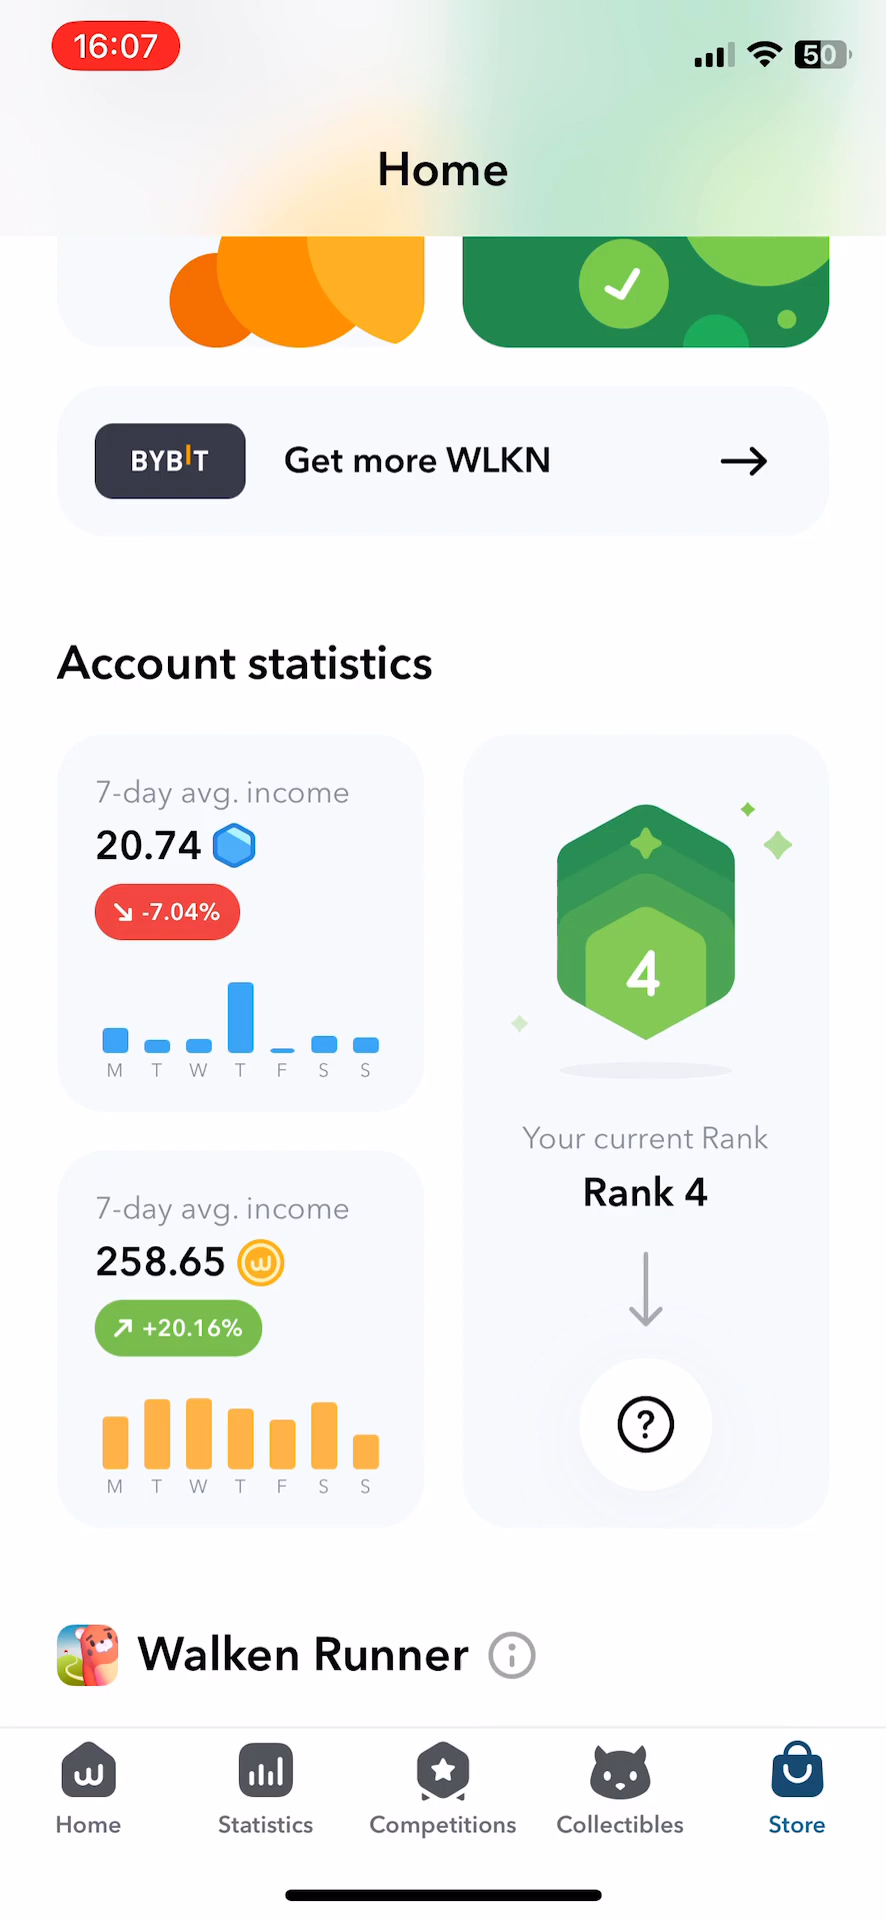 16:07
50
Home
BYBIT
Get more WLKN
Account statistics
7-day avg. income
20.74
-7.04%
M T W T F S S
7-day avg. income
258.65
+20.16%
M T W T F S S
4
Your current Rank
Rank 4
?
Walken Runner
Home
Statistics
Competitions
Collectibles
Store